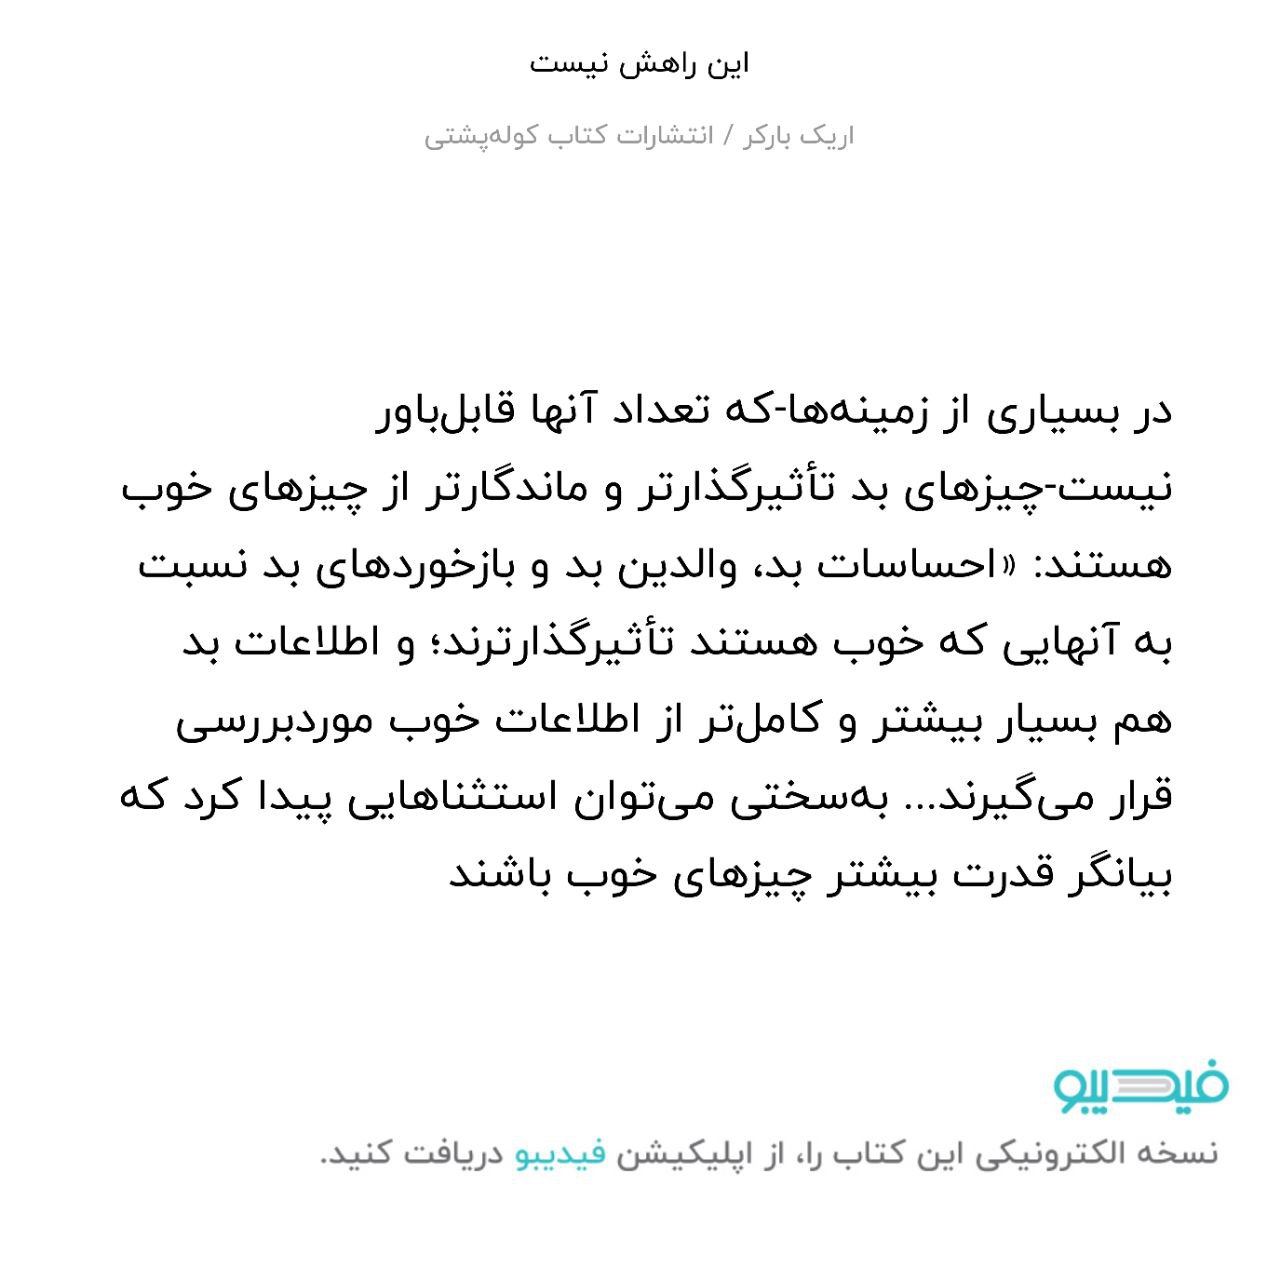 این راهش نیست
اریک بارکر / انتشارات کتاب کوله‌پشتی
در بسیاری از زمینه‌ها-که تعداد آنها قابل‌باور
نیست-چیزهای بد تأثیرگذارتر و ماندگارتر از چیزهای خوب
هستند: «احساسات بد، والدین بد و بازخوردهای بد نسبت
به آنهایی که خوب هستند تأثیرگذارترند؛ و اطلاعات بد
هم بسیار بیشتر و کامل‌تر از اطلاعات خوب موردبررسی
قرار می‌گیرند... به‌سختی می‌توان استثناهایی پیدا کرد که
بیانگر قدرت بیشتر چیزهای خوب باشند
فیدیبو
نسخه الکترونیکی این کتاب را، از اپلیکیشن فیدیبو دریافت کنید.